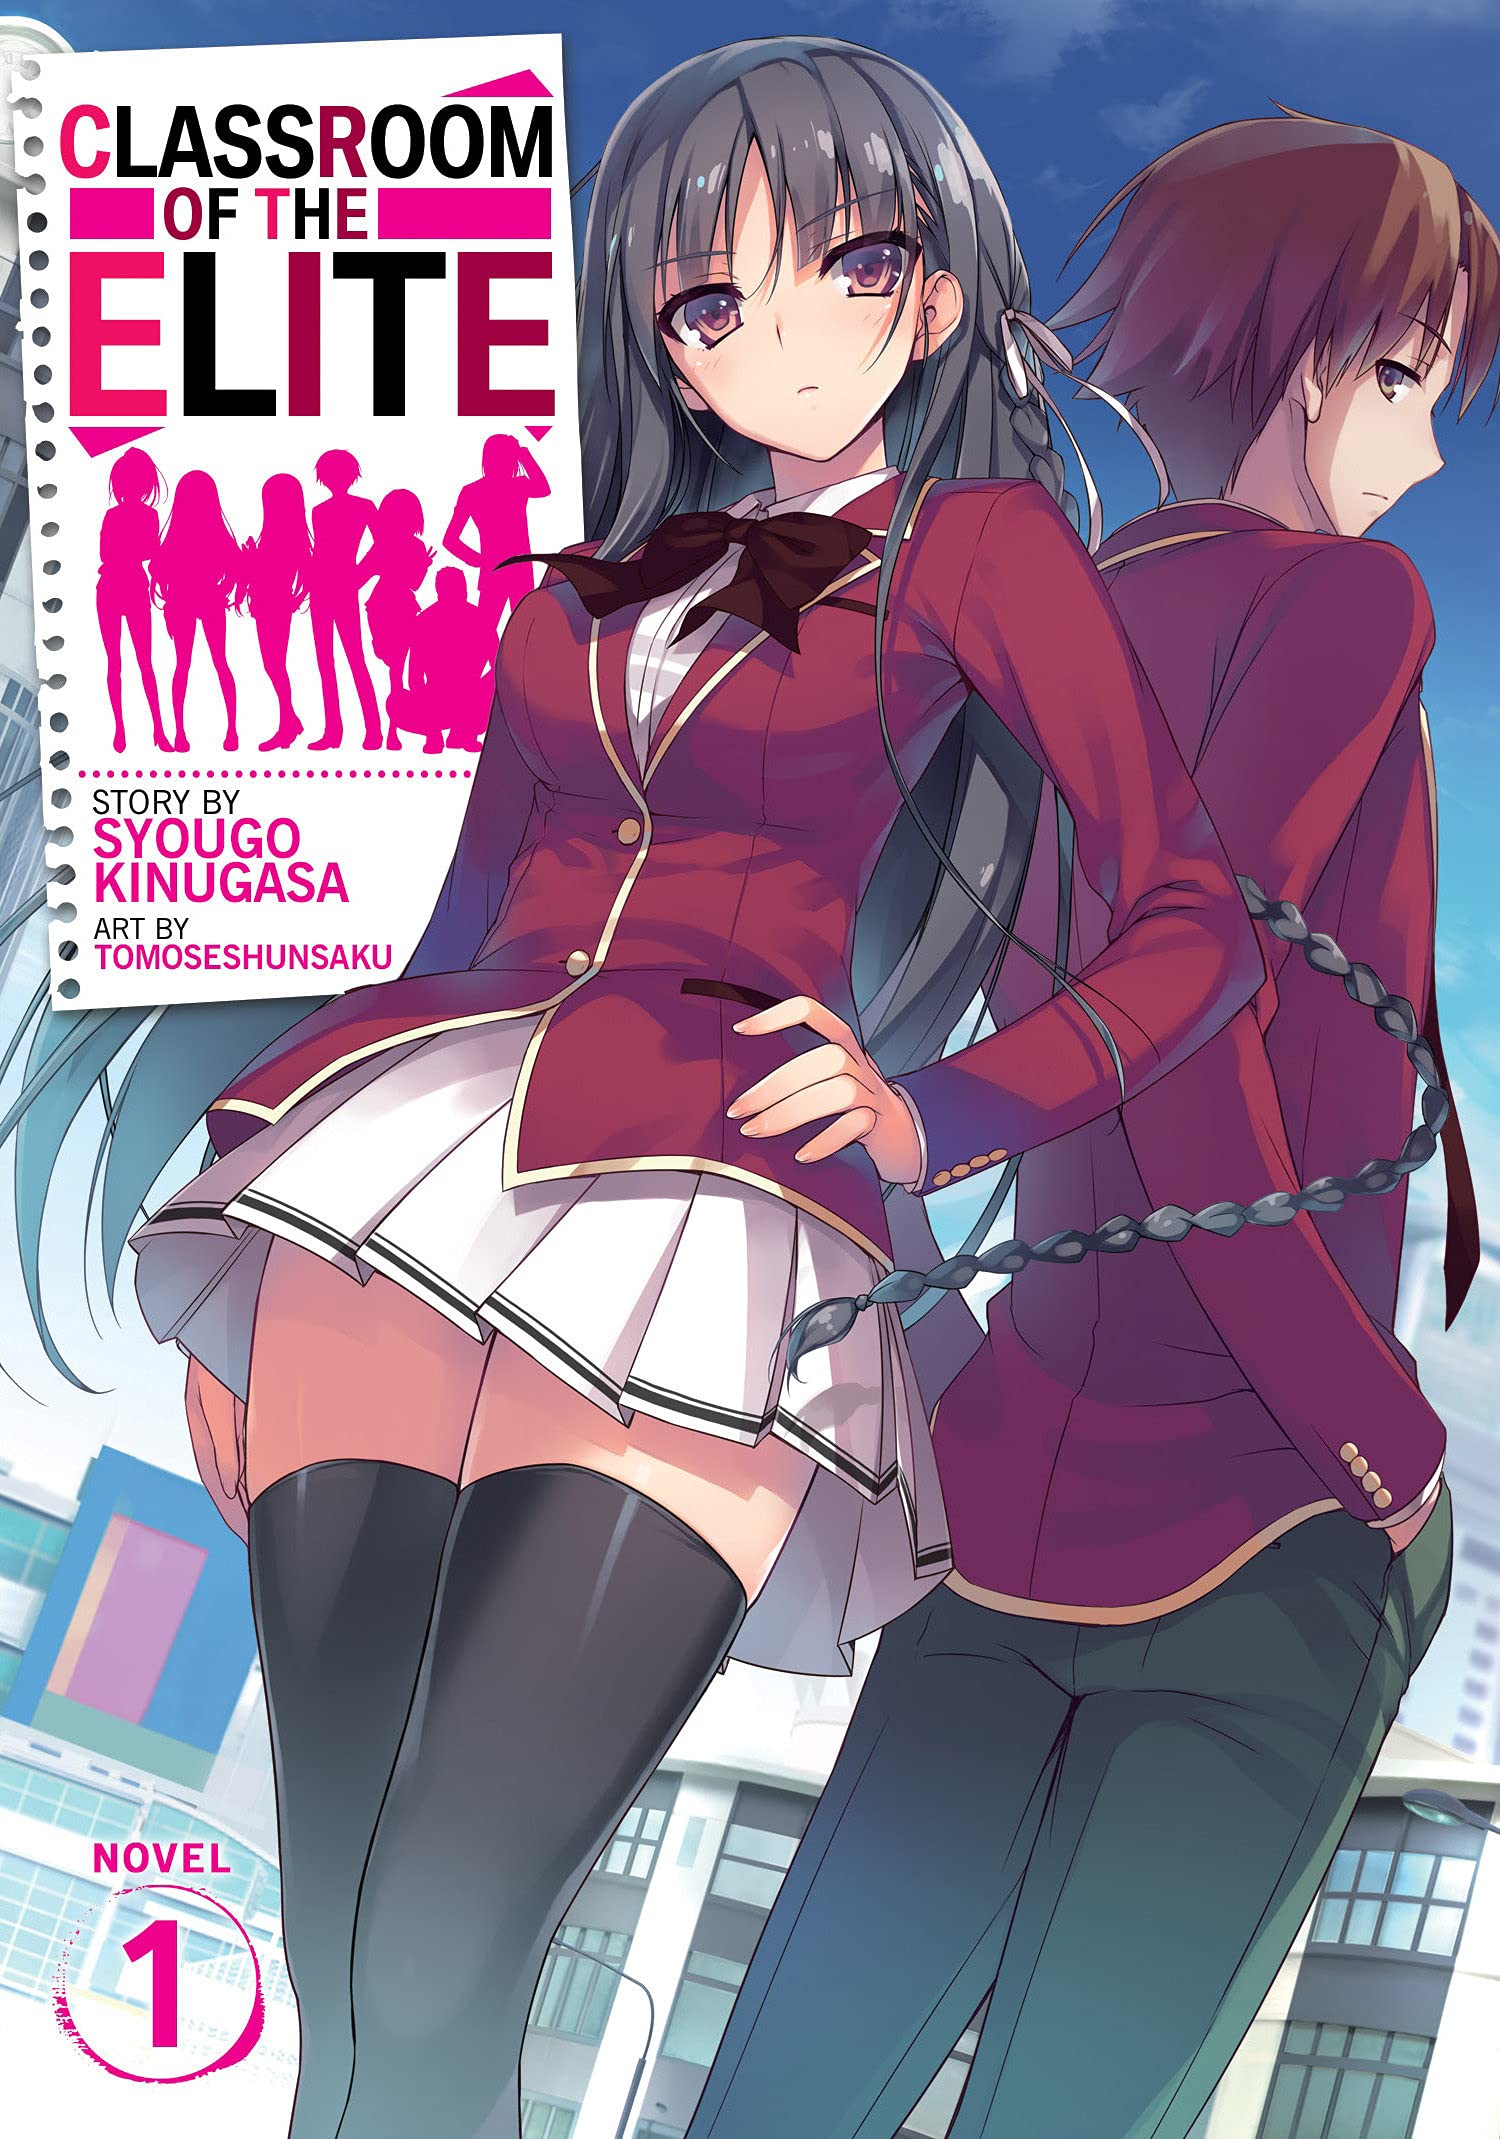 CLASSROOM
OF THE
ELITE
STORY BY
SYOUGO
KINUGASA
ART BY
TOMOSESHUNSAKU
NOVEL
1